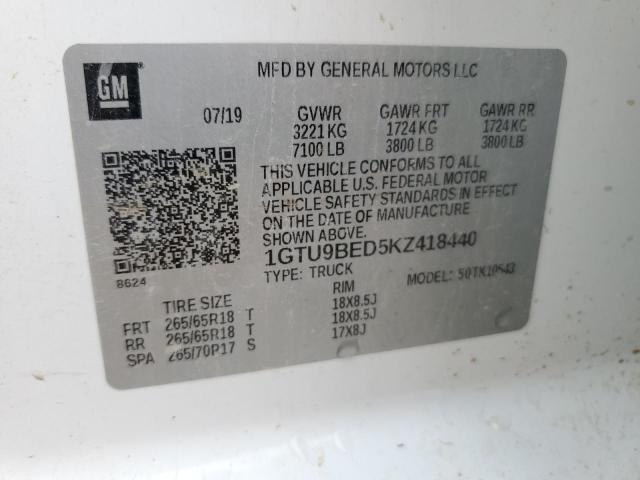 GM
MFD BY GENERAL MOTORS LLC
07/19 GVWR GAWR FRT GAWR RR
3221 KG 1724 KG 1724 KG
7100 LB 3800 LB 3800 LB
THIS VEHICLE CONFORMS TO ALL
APPLICABLE U.S. FEDERAL MOTOR
VEHICLE SAFETY STANDARDS IN EFFECT
ON THE DATE OF MANUFACTURE
SHOWN ABOVE.
1GTU9BED5KZ418440
8624
TYPE: TRUCK MODEL:
TIRE SIZE RIM
FRT 265/65R18 T 18X8.5J
RR 265/65R18 T 18X8.5J
SPA 265/70R17 S 17X8J